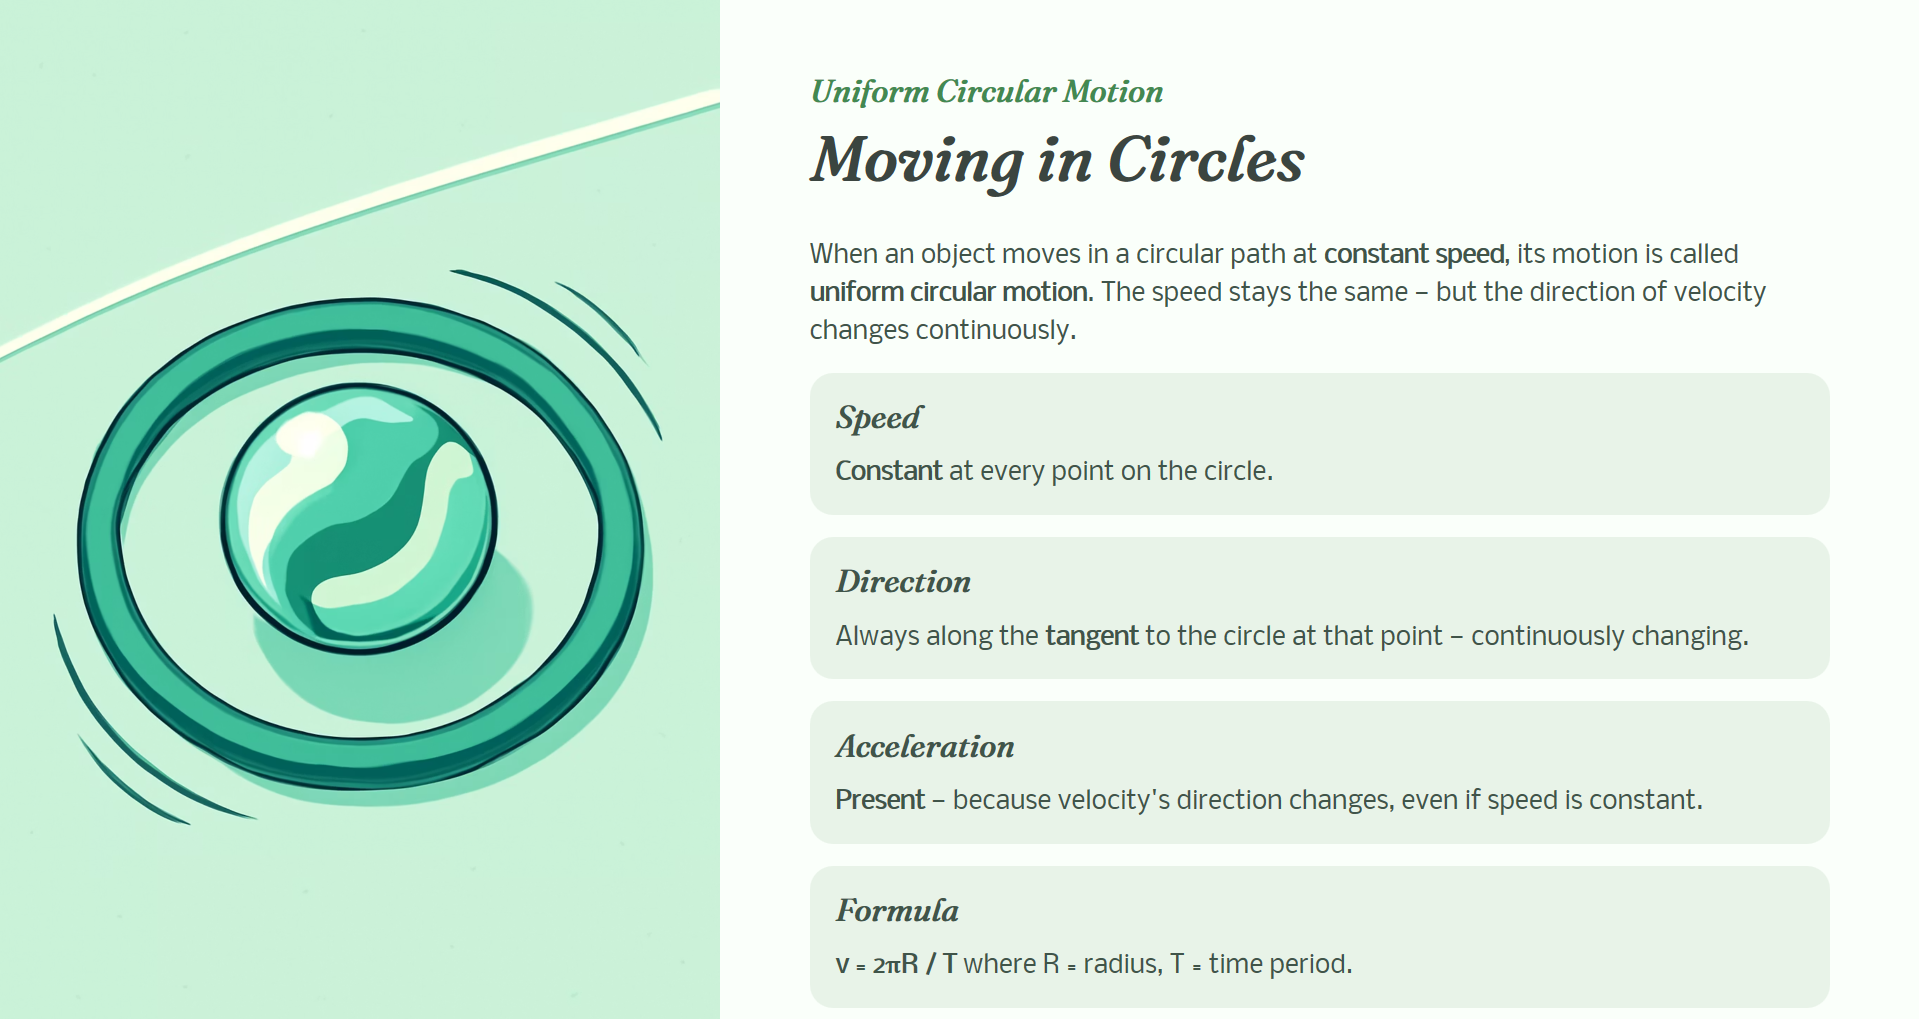 Uniform Circular Motion
Moving in Circles
When an object moves in a circular path at constant speed, its motion is called
uniform circular motion. The speed stays the same – but the direction of velocity
changes continuously.
Speed
Constant at every point on the circle.
Direction
Always along the tangent to the circle at that point – continuously changing.
Acceleration
Present – because velocity's direction changes, even if speed is constant.
Formula
v = 2πR / T where R = radius, T = time period.